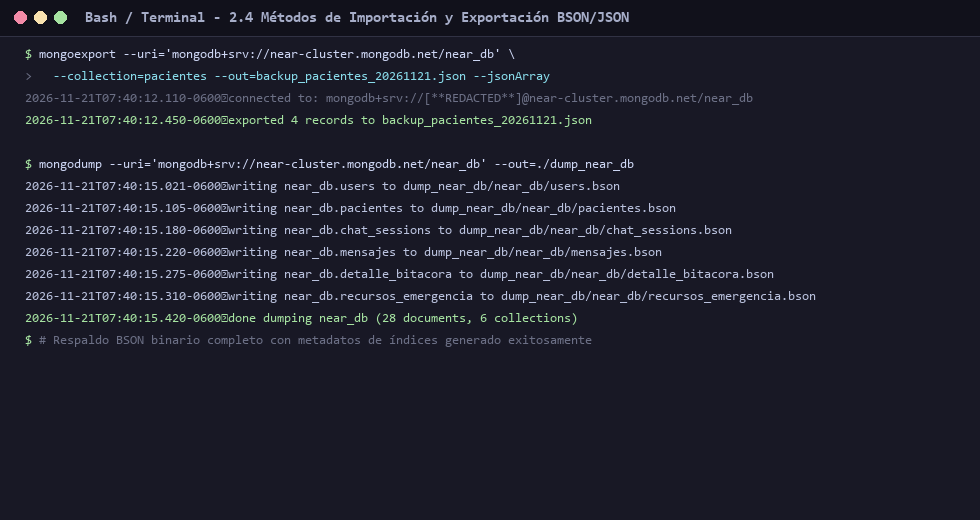 Bash / Terminal - 2.4 Métodos de Importación y Exportación BSON/JSON
$ mongoexport --uri='mongodb+srv://near-cluster.mongodb.net/near_db' \
>   --collection=pacientes --out=backup_pacientes_20261121.json --jsonArray
2026-11-21T07:40:12.110-0600 connected to: mongodb+srv://[**REDACTED**]@near-cluster.mongodb.net/near_db
2026-11-21T07:40:12.450-0600 exported 4 records to backup_pacientes_20261121.json
$ mongodump --uri='mongodb+srv://near-cluster.mongodb.net/near_db' --out=./dump_near_db
2026-11-21T07:40:15.021-0600 writing near_db.users to dump_near_db/near_db/users.bson
2026-11-21T07:40:15.105-0600 writing near_db.pacientes to dump_near_db/near_db/pacientes.bson
2026-11-21T07:40:15.180-0600 writing near_db.chat_sessions to dump_near_db/near_db/chat_sessions.bson
2026-11-21T07:40:15.220-0600 writing near_db.mensajes to dump_near_db/near_db/mensajes.bson
2026-11-21T07:40:15.275-0600 writing near_db.detalle_bitacora to dump_near_db/near_db/detalle_bitacora.bson
2026-11-21T07:40:15.310-0600 writing near_db.recursos_emergencia to dump_near_db/near_db/recursos_emergencia.bson
2026-11-21T07:40:15.420-0600 done dumping near_db (28 documents, 6 collections)
$ # Respaldo BSON binario completo con metadatos de índices generado exitosamente